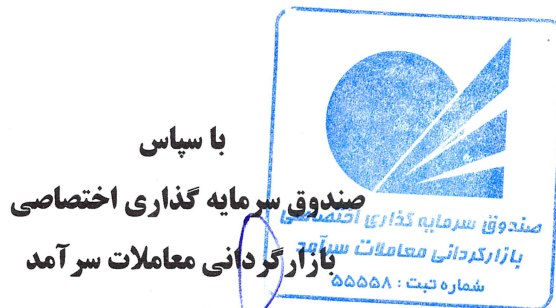 با سپاس
صندوق سرمایه گذاری اختصاصی
بازارگردانی معاملات سرآمد
صندوق سرمایه گذاری اختصاصی
بازارگردانی معاملات سرآمد
شماره ثبت : ۵۵۵۵۸